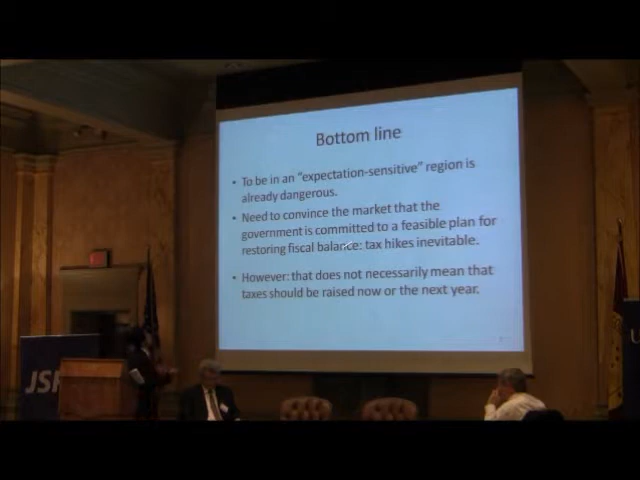 Bottom line
• To be in an “expectation-sensitive” region is
already dangerous.
• Need to convince the market that the
government is committed to a feasible plan for
restoring fiscal balance: tax hikes inevitable.
• However: that does not necessarily mean that
taxes should be raised now or the next year.